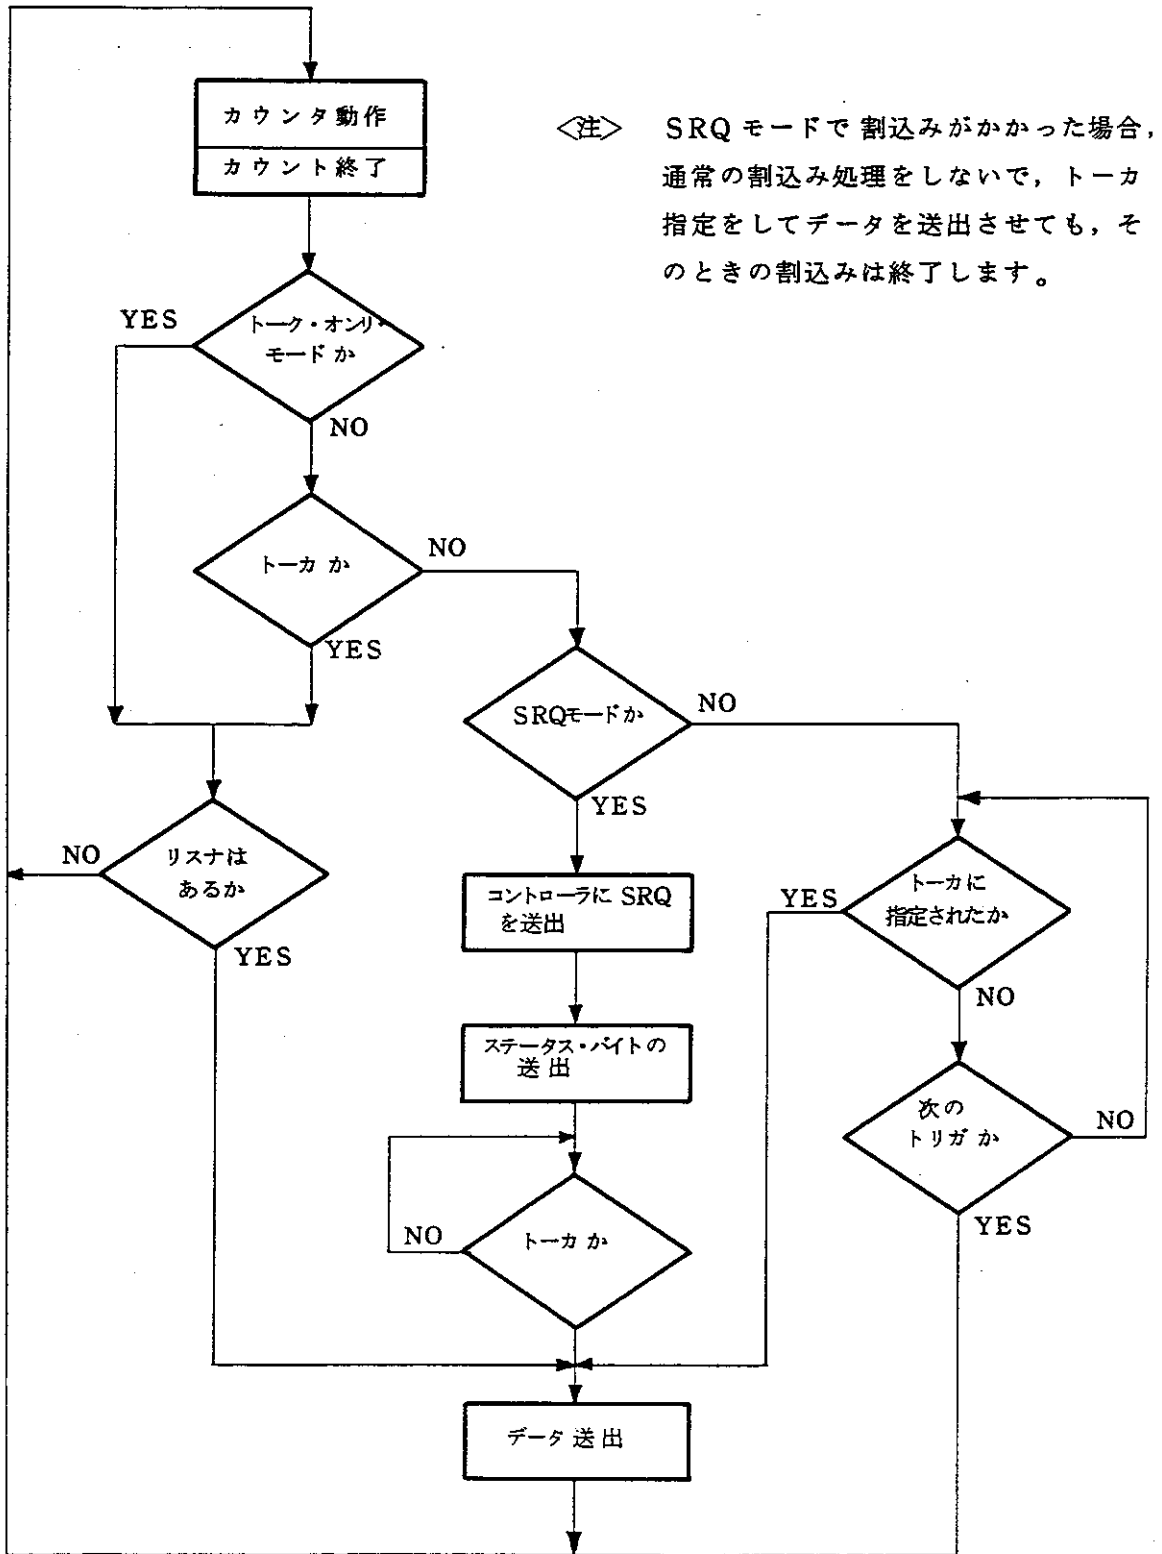 カウンタ動作
カウント終了
〈注〉 SRQモードで割込みがかかった場合,
通常の割込み処理をしないで, トーカ
指定をしてデータを送出させても, そ
のときの割込みは終了します。
YES
トーク・オンリ・
モードか
NO
トーカか
NO
YES
SRQモードか
NO
YES
リスナは
あるか
NO
YES
コントローラに SRQ
を送出
YES
トーカに
指定されたか
NO
ステータス・バイトの
送出
次の
トリガか
NO
YES
NO
トーカか
データ送出